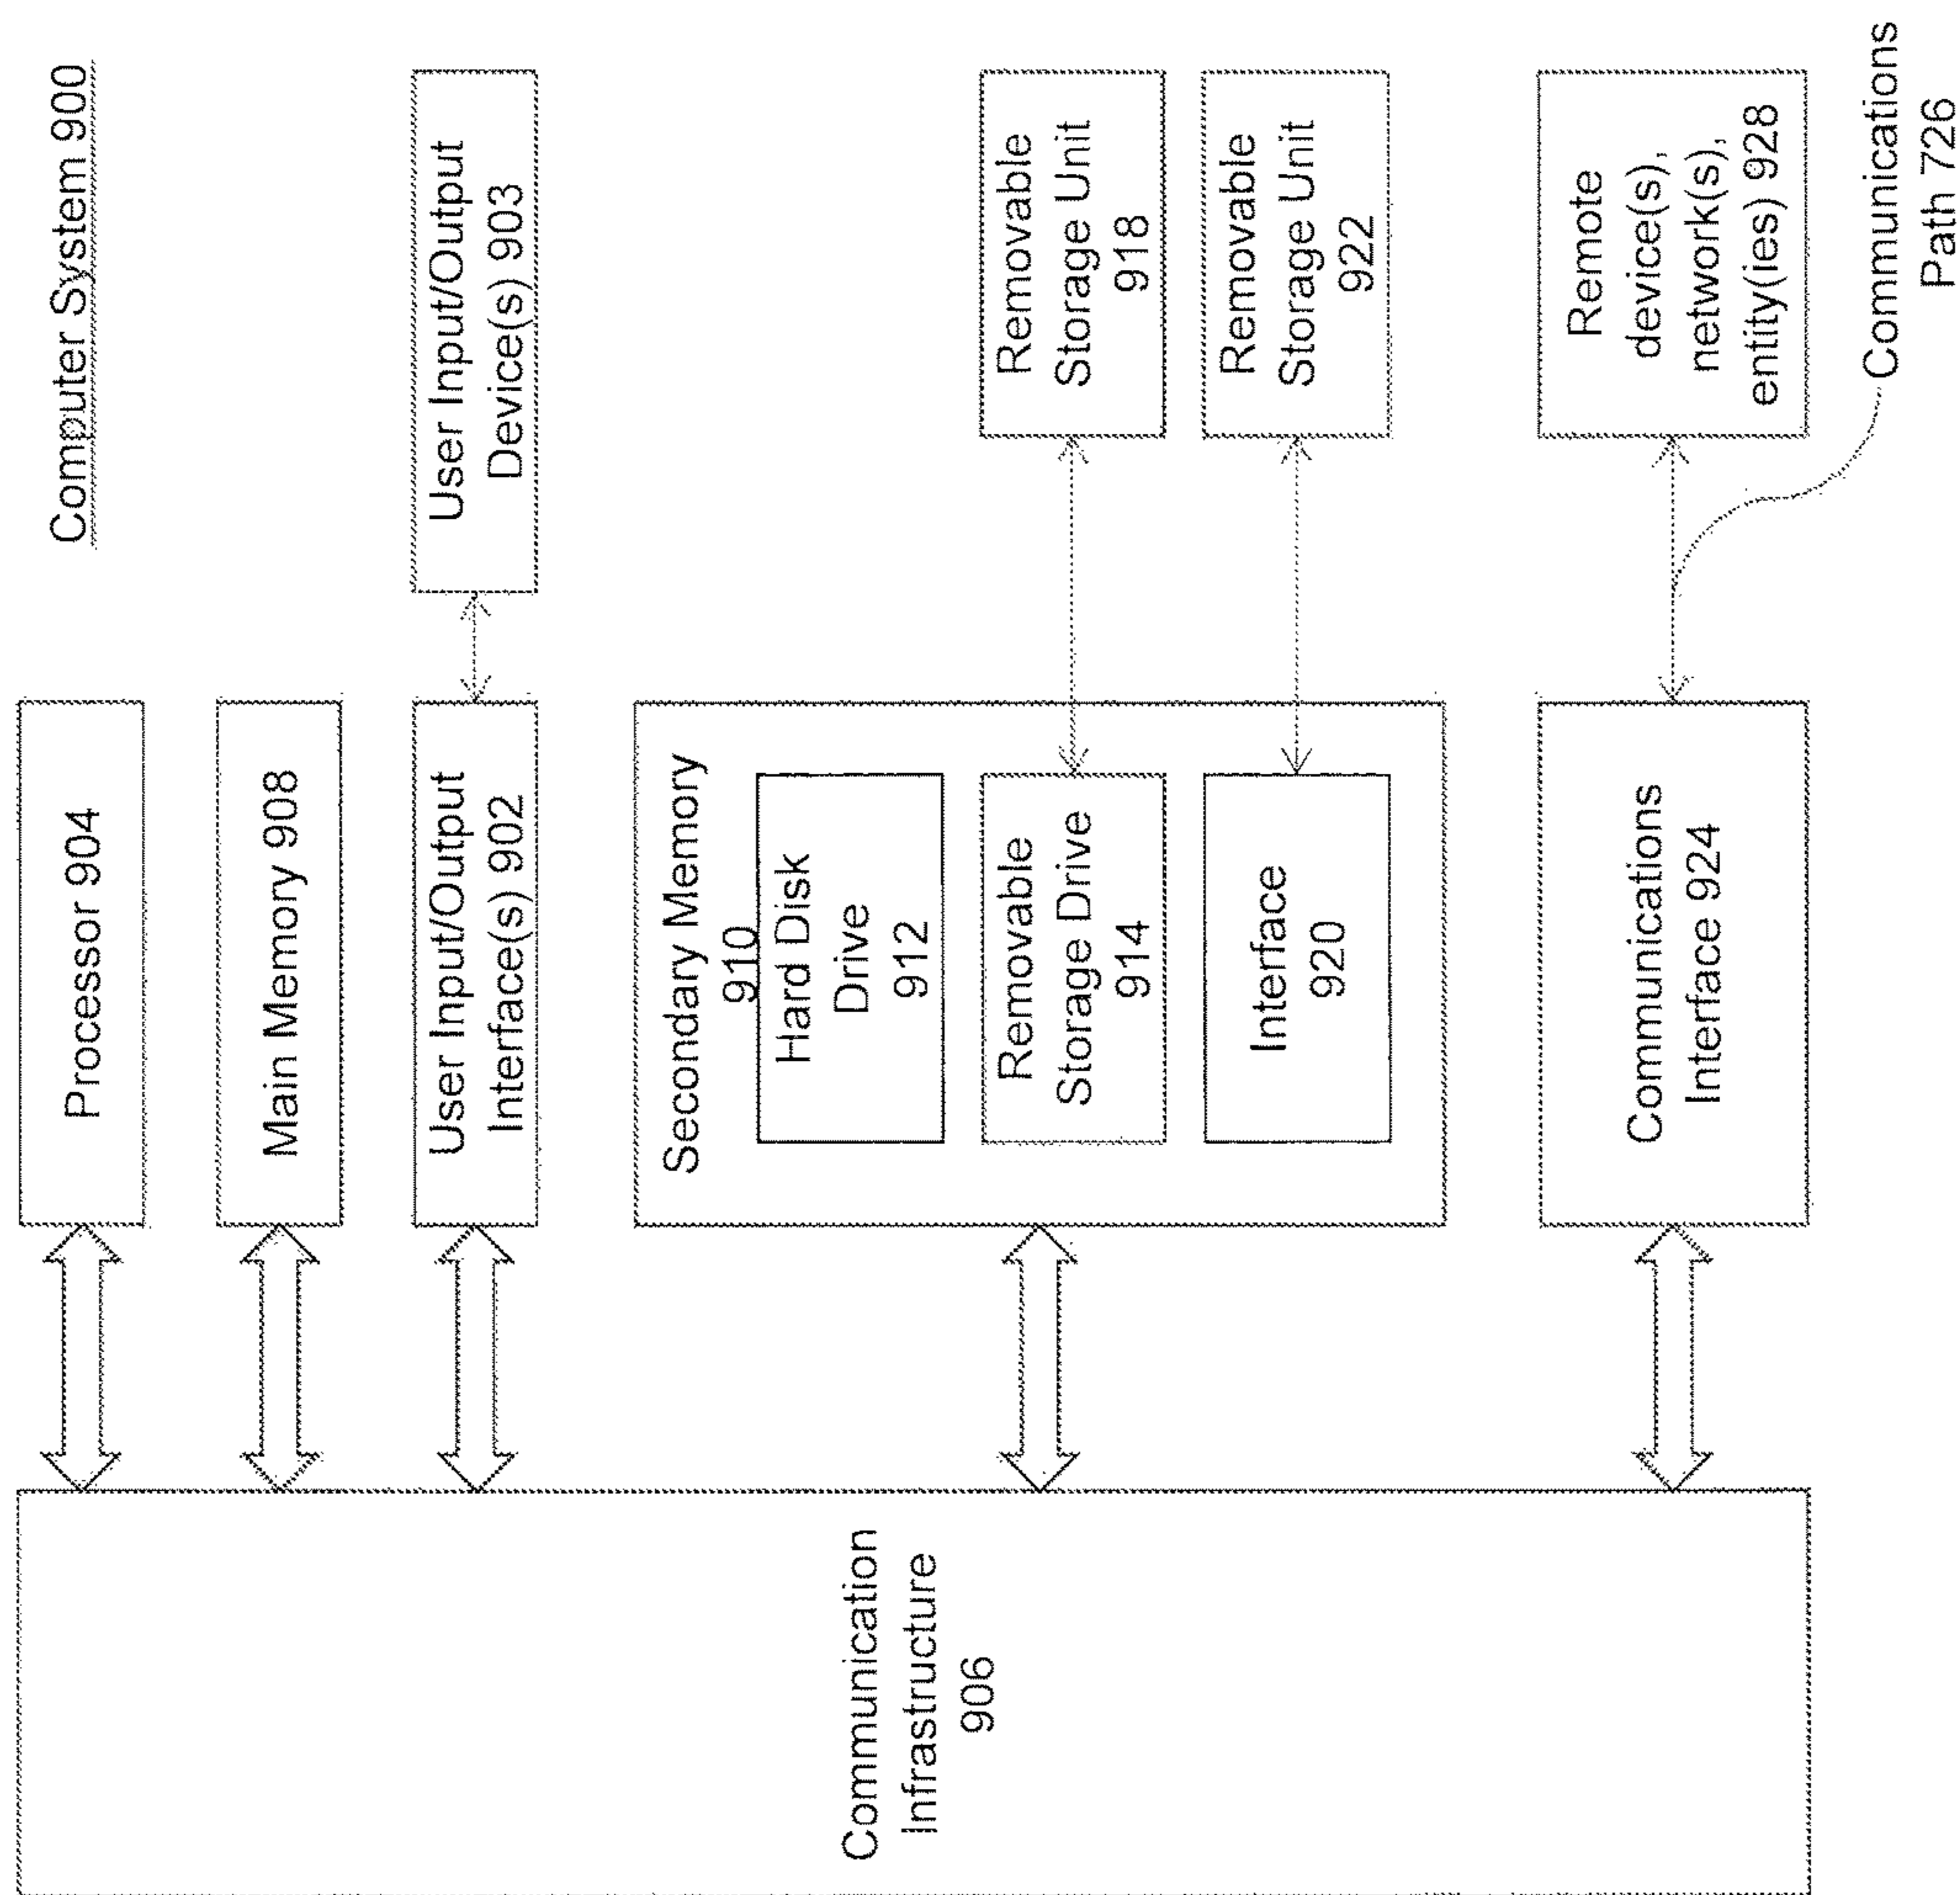 Computer System 900
Processor 904
Main Memory 908
User Input/Output
Interface(s) 902
User Input/Output
Device(s) 903
Secondary Memory
910
Hard Disk
Drive
912
Removable
Storage Drive
914
Removable
Storage Unit
918
Interface
920
Removable
Storage Unit
922
Communications
Interface 924
Remote
device(s),
network(s),
entity(ies) 928
Communications
Path 726
Communication
Infrastructure
906